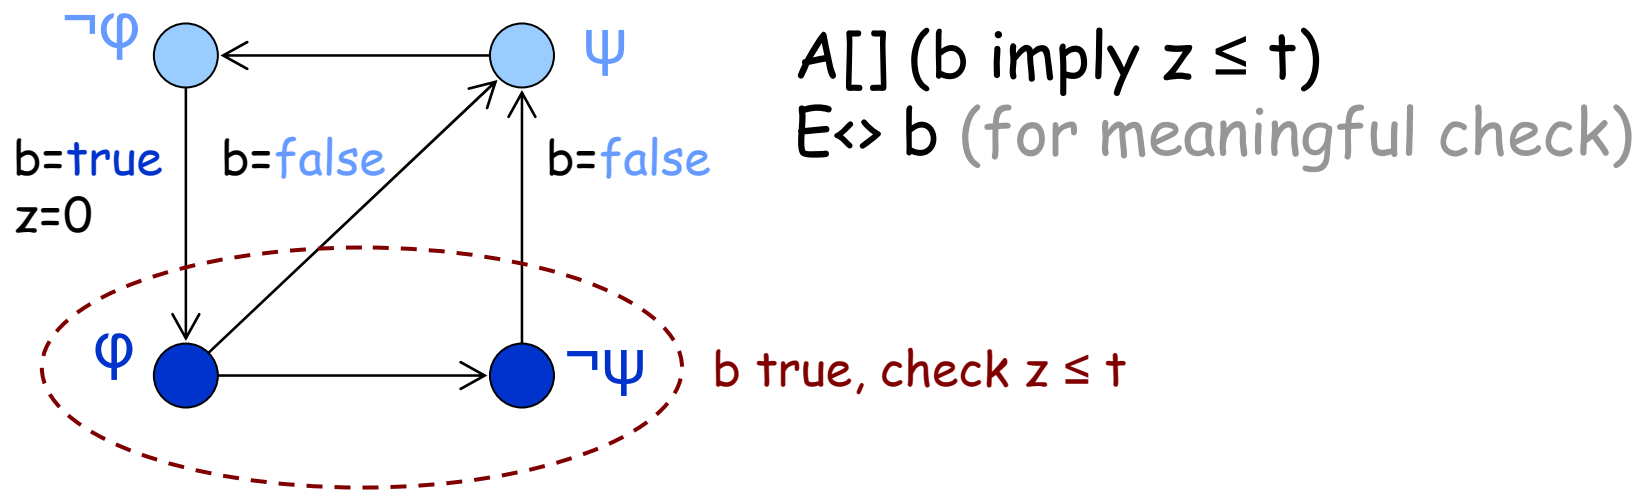 ¬φ
ψ
A[] (b imply z ≤ t)
E<> b (for meaningful check)
b=true
z=0
b=false
b=false
φ
¬ψ
b true, check z ≤ t